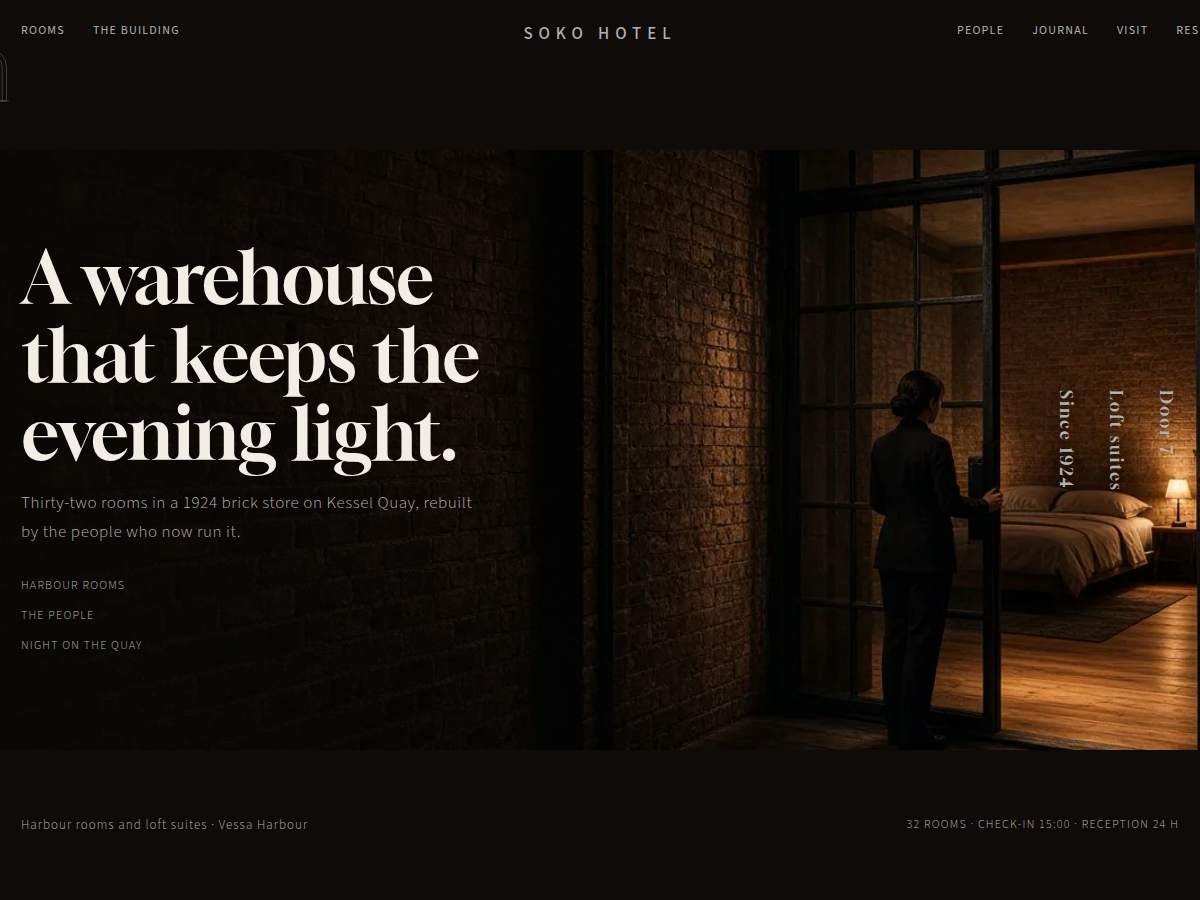 ROOMS
THE BUILDING
SOKO HOTEL
PEOPLE
JOURNAL
VISIT
RES
A warehouse
that keeps the
evening light.
Thirty-two rooms in a 1924 brick store on Kessel Quay, rebuilt
by the people who now run it.
HARBOUR ROOMS
THE PEOPLE
NIGHT ON THE QUAY
Door 7
Loft suites
Since 1924
Harbour rooms and loft suites · Vessa Harbour
32 ROOMS · CHECK-IN 15:00 · RECEPTION 24 H